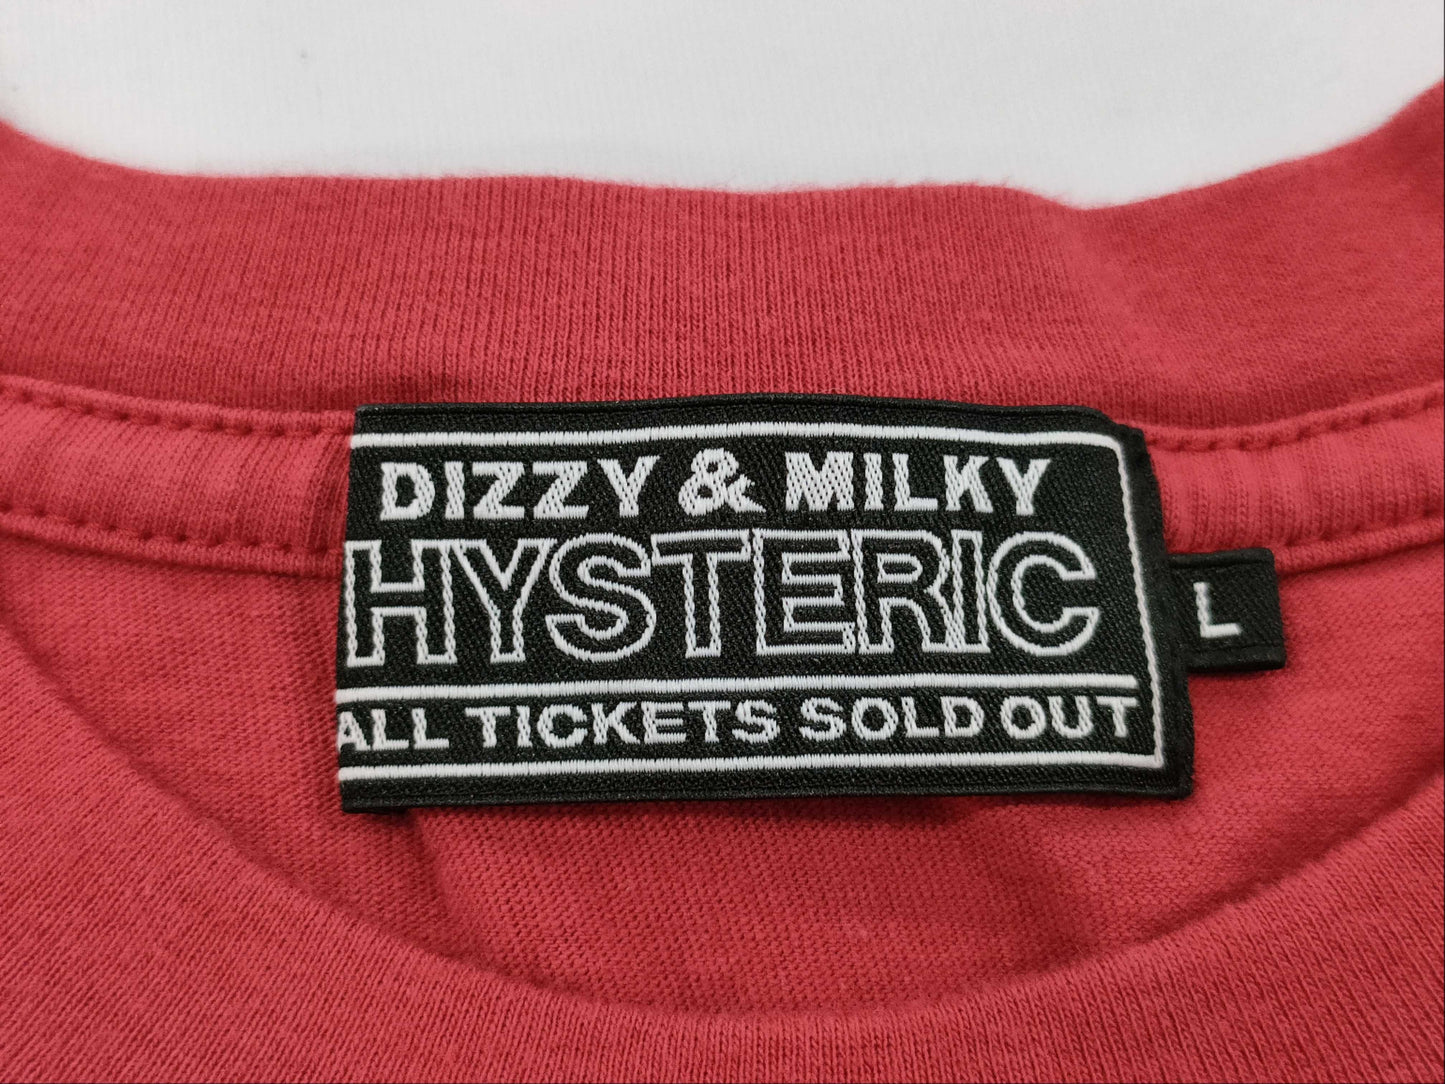 DIZZY & MILKY
HYSTERIC
ALL TICKETS SOLD OUT
L